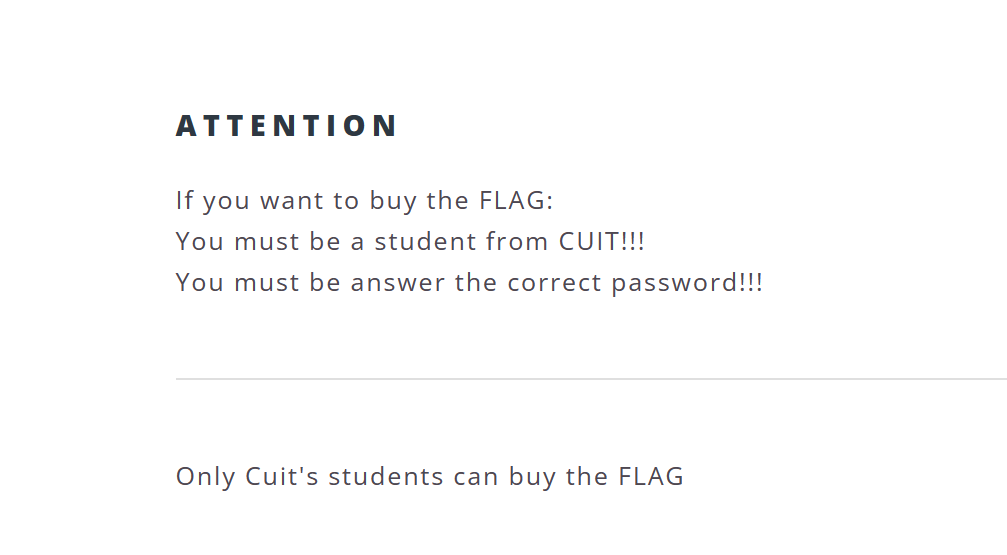 ATTENTION
If you want to buy the FLAG:
You must be a student from CUIT!!!
You must be answer the correct password!!!
Only Cuit's students can buy the FLAG